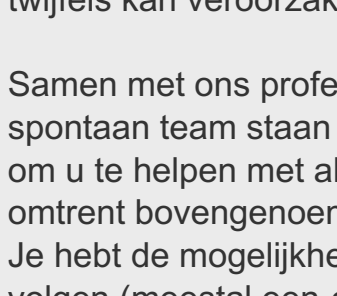 twijfels kan veroorzak
Samen met ons profe
spontaan team staan
om u te helpen met al
omtrent bovengenoem
Je hebt de mogelijkhe
volgen (meestal een